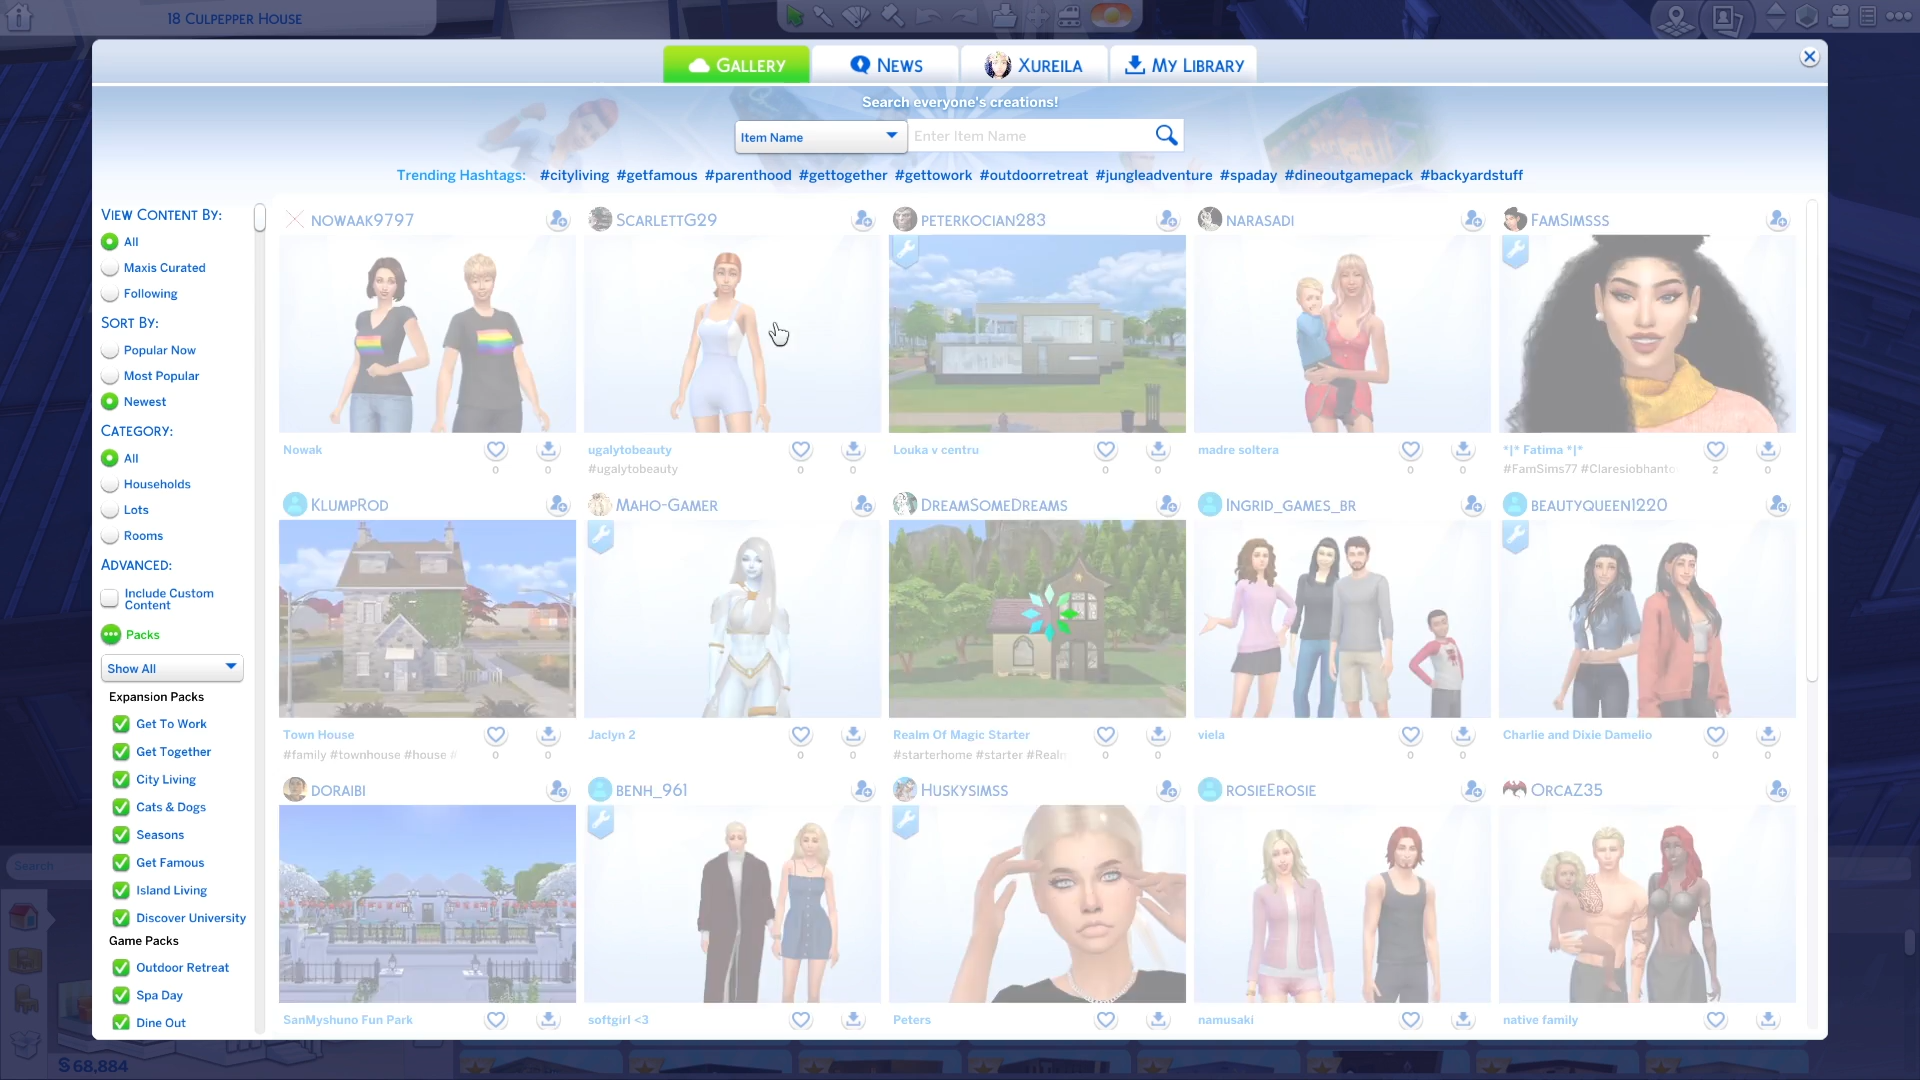 18 Culpepper House
Gallery
News
Xureila
My Library
Search everyone's creations!
Item Name
Enter Item Name
Trending Hashtags: #cityliving #getfamous #parenthood #gettogether #gettowork #outdoorretreat #jungleadventure #spaday #dineoutgamepack #backyardstuff
View Content By:
All
Maxis Curated
Following
Sort By:
Popular Now
Most Popular
Newest
Category:
All
Households
Lots
Rooms
Advanced:
Include Custom
Content
Packs
Show All
Expansion Packs
Get To Work
Get Together
City Living
Cats & Dogs
Seasons
Get Famous
Island Living
Discover University
Game Packs
Outdoor Retreat
Spa Day
Dine Out
nowaak9797
ScarlettG29
peterkocian283
narasadi
FamSimsss
Nowak
0
0
ugalytobeauty
#ugalytobeauty
0
0
Louka v centru
0
0
madre soltera
0
0
*|* Fatima *|*
#FamSims77 #Claresiobhanto
2
0
KlumpRod
Maho-Gamer
DreamSomeDreams
Ingrid_games_br
beautyqueen1220
Town House
#family #townhouse #house #
0
0
Jaclyn 2
0
0
Realm Of Magic Starter
#starterhome #starter #Realm
0
0
viela
0
0
Charlie and Dixie Damelio
0
0
doraibi
benh_961
Huskysimss
rosieErosie
OrcaZ35
SanMyshuno Fun Park
softgirl <3
Peters
namusaki
native family
Search
§68,884